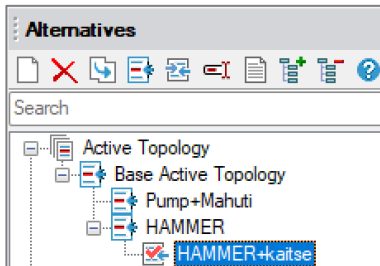 Alternatives
Search
Active Topology
Base Active Topology
Pump+Mahuti
HAMMER
HAMMER+kaitse